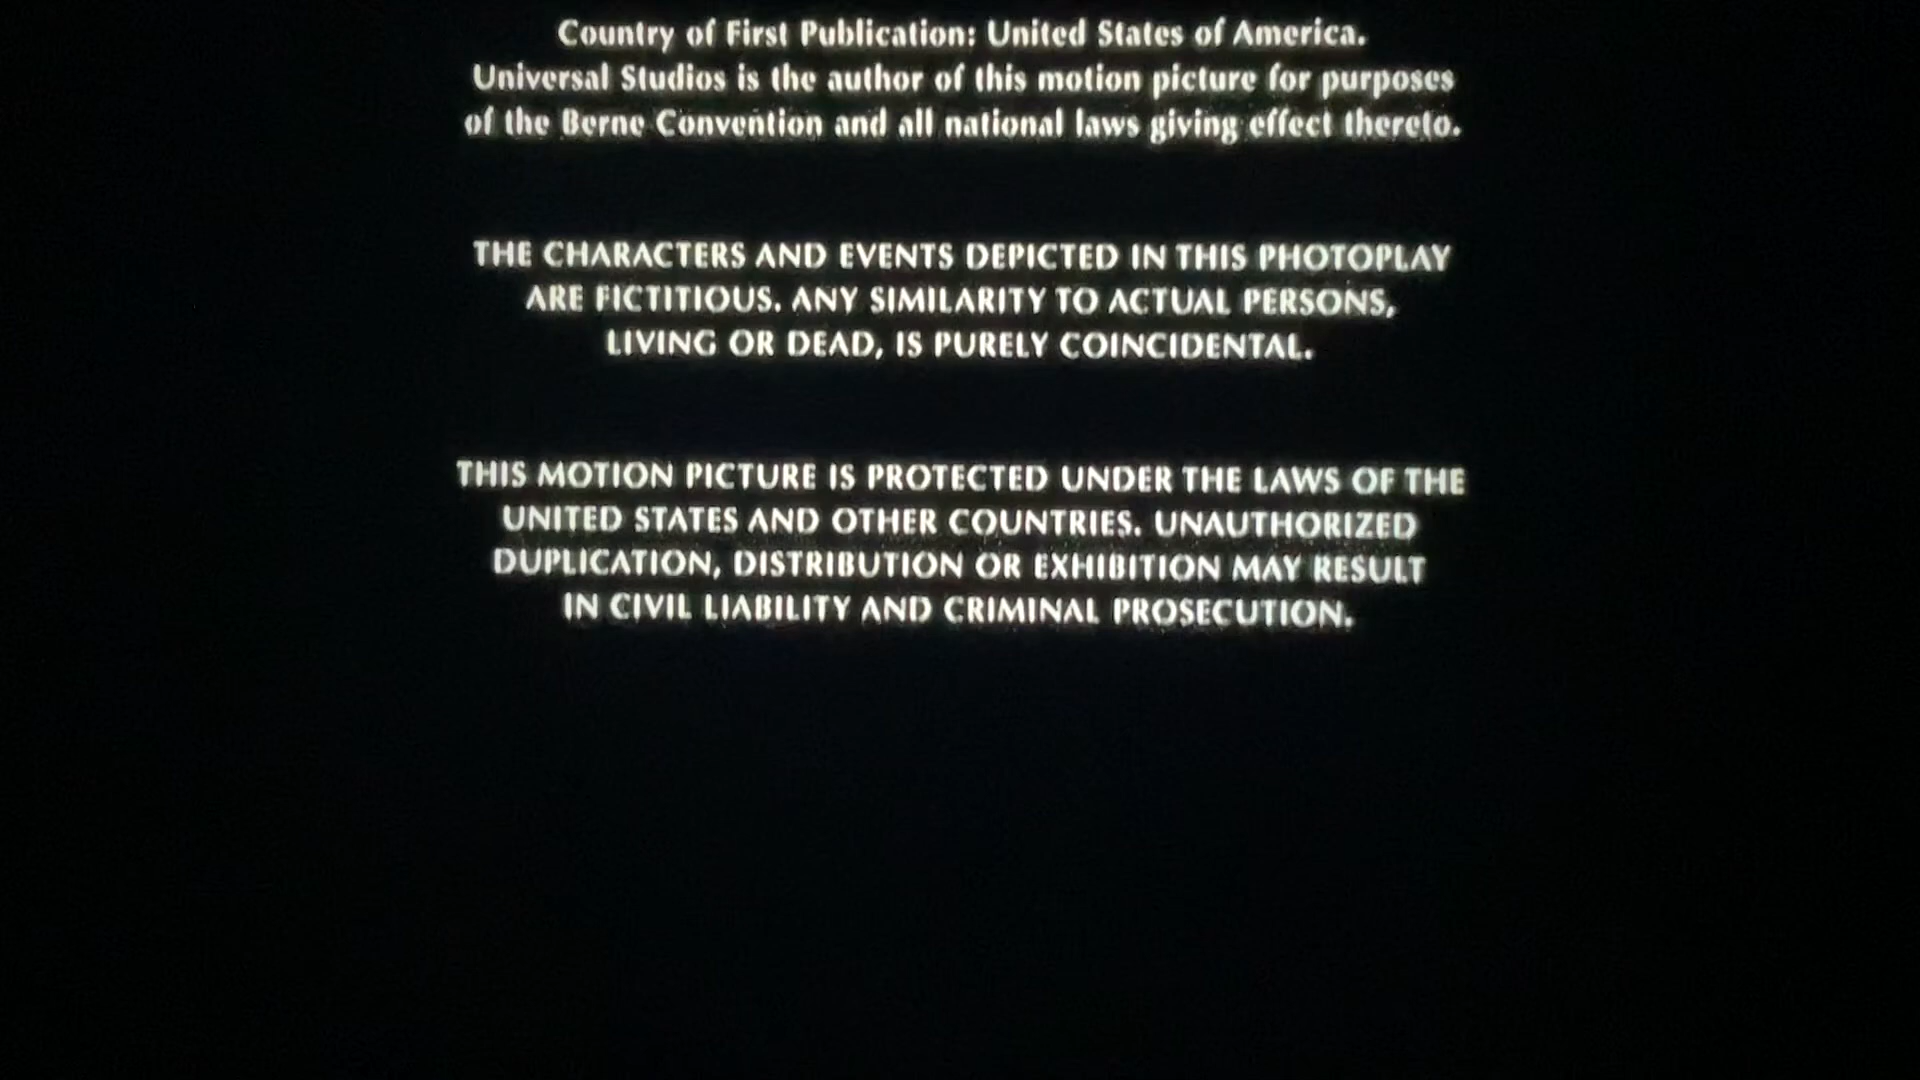 Country of First Publication: United States of America.
Universal Studios is the author of this motion picture for purposes
of the Berne Convention and all national laws giving effect thereto.
THE CHARACTERS AND EVENTS DEPICTED IN THIS PHOTOPLAY
ARE FICTITIOUS. ANY SIMILARITY TO ACTUAL PERSONS,
LIVING OR DEAD, IS PURELY COINCIDENTAL.
THIS MOTION PICTURE IS PROTECTED UNDER THE LAWS OF THE
UNITED STATES AND OTHER COUNTRIES. UNAUTHORIZED
DUPLICATION, DISTRIBUTION OR EXHIBITION MAY RESULT
IN CIVIL LIABILITY AND CRIMINAL PROSECUTION.